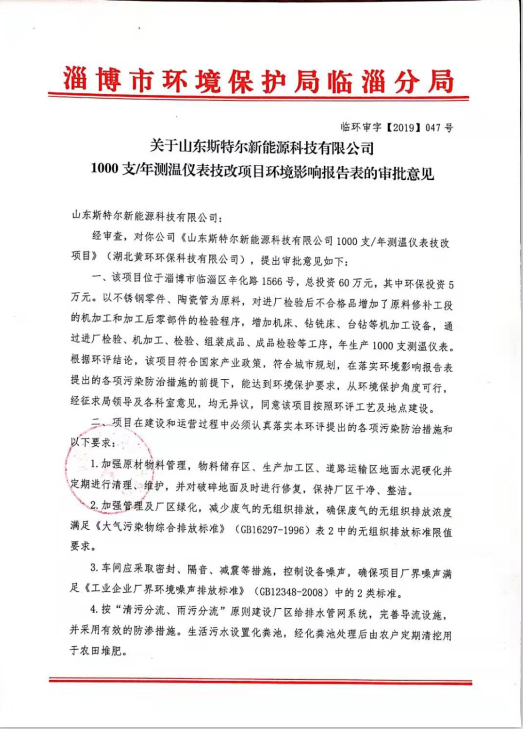 淄博市环境保护局临淄分局
临环审字【2019】047 号
关于山东斯特尔新能源科技有限公司
1000 支/年测温仪表技改项目环境影响报告表的审批意见
山东斯特尔新能源科技有限公司:
经审查，对你公司《山东斯特尔新能源科技有限公司 1000 支/年测温仪表技改
项目》（湖北黄环环保科技有限公司），提出审批意见如下:
一、该项目位于淄博市临淄区辛化路 1566 号，总投资 60 万元，其中环保投资 5
万元。以不锈钢零件、陶瓷管为原料，对进厂检验后不合格品增加了原料修补工段
的机加工和加工后零部件的检验程序，增加机床、钻铣床、台钻等机加工设备，通
过进厂检验、机加工、检验、组装成品、成品检验等工序，年生产 1000 支测温仪表。
根据环评结论，该项目符合国家产业政策，符合城市规划，在落实环境影响报告表
提出的各项污染防治措施的前提下，能达到环境保护要求，从环境保护角度可行，
经征求局领导及各科室意见，均无异议，同意该项目按照环评工艺及地点建设。
二、项目在建设和运营过程中必须认真落实本环评提出的各项污染防治措施和
以下要求:
1.加强原材物料管理，物料储存区、生产加工区、道路运输区地面水泥硬化并
定期进行清理、维护，并对破碎地面及时进行修复，保持厂区干净、整洁。
2.加强管理及厂区绿化，减少废气的无组织排放，确保废气的无组织排放浓度
满足《大气污染物综合排放标准》（GB16297-1996）表 2 中的无组织排放标准限值
要求。
3.车间应采取密封、隔音、减震等措施，控制设备噪声，确保项目厂界噪声满
足《工业企业厂界环境噪声排放标准》（GB12348-2008）中的 2 类标准。
4.按“清污分流、雨污分流”原则建设厂区给排水管网系统，完善导流设施，
并采用有效的防渗措施。生活污水设置化粪池，经化粪池处理后由农户定期清挖用
于农田堆肥。